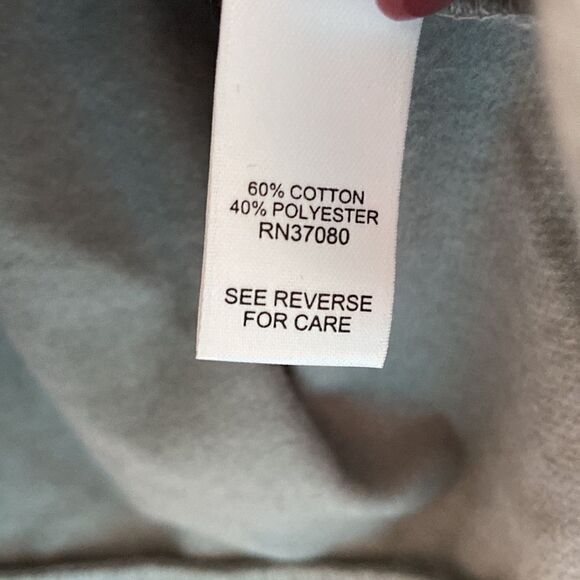 60% COTTON
40% POLYESTER
RN37080
SEE REVERSE
FOR CARE